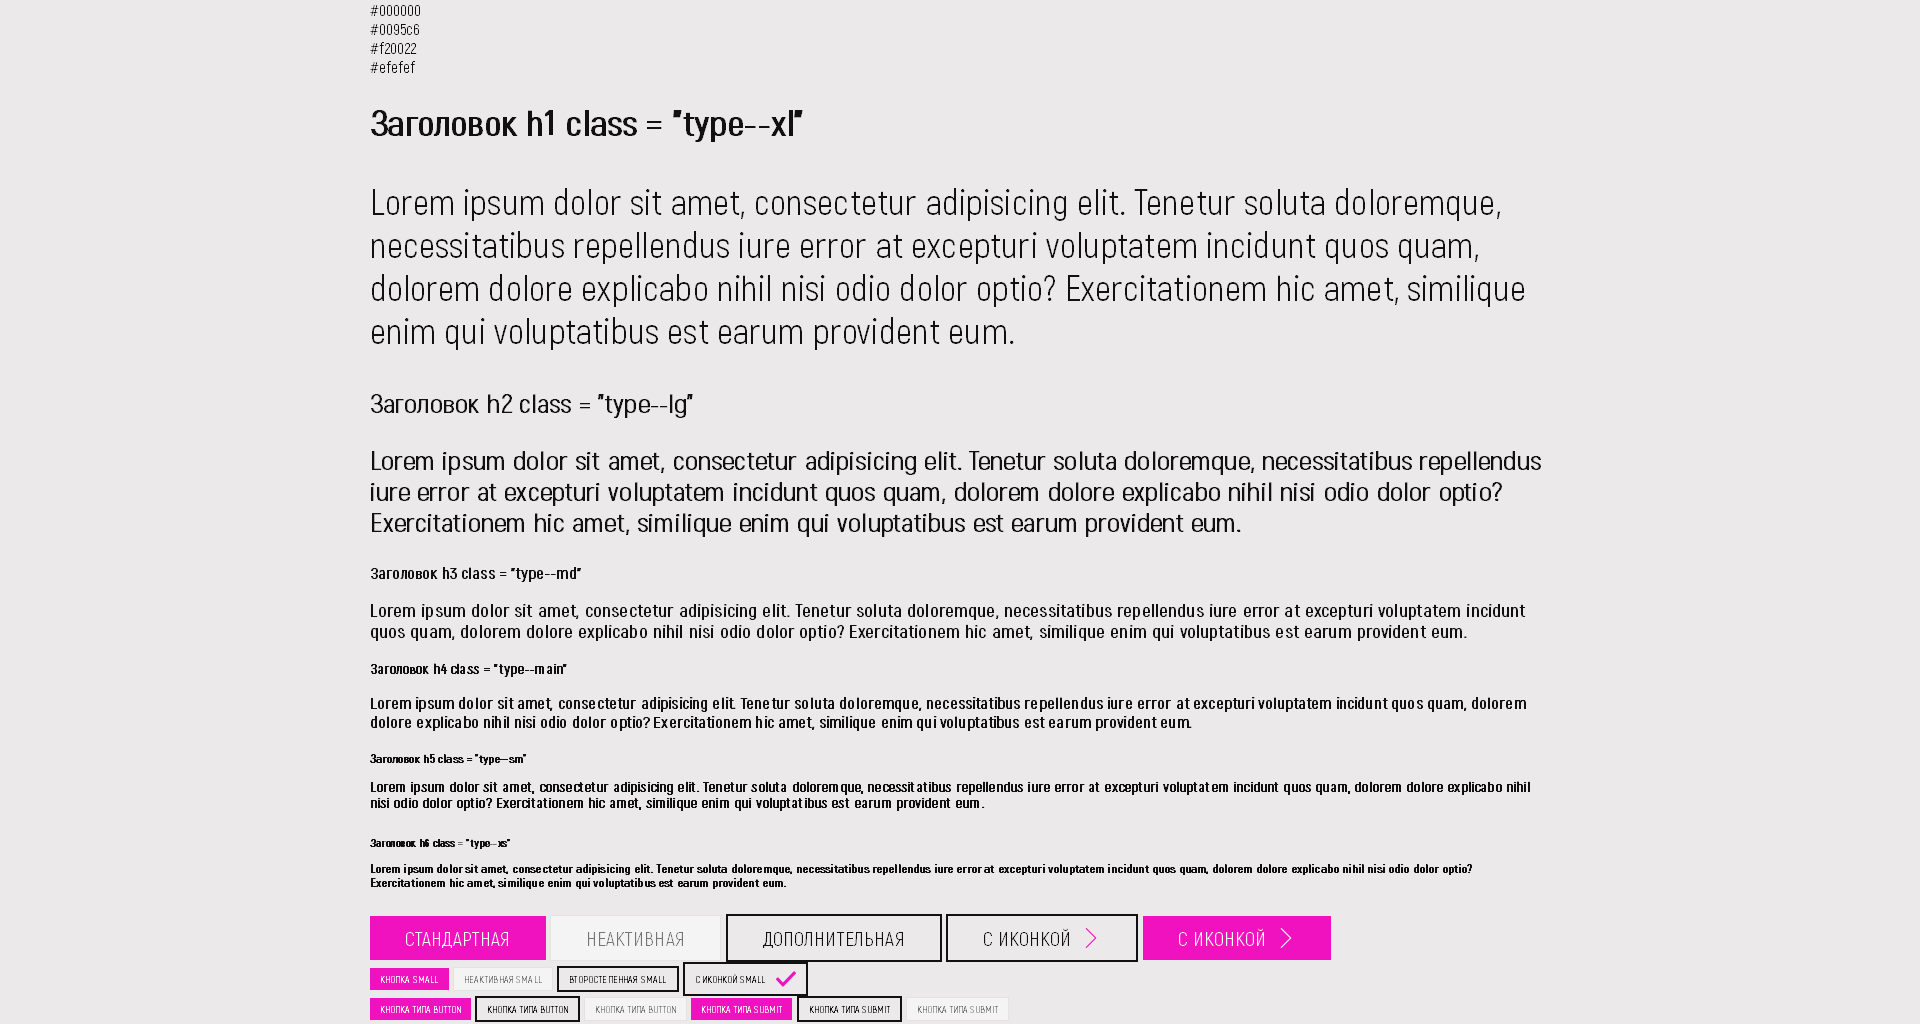 #000000
#0095c6
#f20022
#efefef
Заголовок h1 class = "type--xl"
Lorem ipsum dolor sit amet, consectetur adipisicing elit. Tenetur soluta doloremque,
necessitatibus repellendus iure error at excepturi voluptatem incidunt quos quam,
dolorem dolore explicabo nihil nisi odio dolor optio? Exercitationem hic amet, similique
enim qui voluptatibus est earum provident eum.
Заголовок h2 class = "type--lg"
Lorem ipsum dolor sit amet, consectetur adipisicing elit. Tenetur soluta doloremque, necessitatibus repellendus
iure error at excepturi voluptatem incidunt quos quam, dolorem dolore explicabo nihil nisi odio dolor optio?
Exercitationem hic amet, similique enim qui voluptatibus est earum provident eum.
Заголовок h3 class = "type--md"
Lorem ipsum dolor sit amet, consectetur adipisicing elit. Tenetur soluta doloremque, necessitatibus repellendus iure error at excepturi voluptatem incidunt
quos quam, dolorem dolore explicabo nihil nisi odio dolor optio? Exercitationem hic amet, similique enim qui voluptatibus est earum provident eum.
Заголовок h4 class = "type--main"
Lorem ipsum dolor sit amet, consectetur adipisicing elit. Tenetur soluta doloremque, necessitatibus repellendus iure error at excepturi voluptatem incidunt quos quam, dolorem
dolore explicabo nihil nisi odio dolor optio? Exercitationem hic amet, similique enim qui voluptatibus est earum provident eum.
Заголовок h5 class = "type--sm"
Lorem ipsum dolor sit amet, consectetur adipisicing elit. Tenetur soluta doloremque, necessitatibus repellendus iure error at excepturi voluptatem incidunt quos quam, dolorem dolore explicabo nihil
nisi odio dolor optio? Exercitationem hic amet, similique enim qui voluptatibus est earum provident eum.
Заголовок h6 class = "type--xs"
Lorem ipsum dolor sit amet, consectetur adipisicing elit. Tenetur soluta doloremque, necessitatibus repellendus iure error at excepturi voluptatem incidunt quos quam, dolorem dolore explicabo nihil nisi odio dolor optio?
Exercitationem hic amet, similique enim qui voluptatibus est earum provident eum.
СТАНДАРТНАЯ НЕАКТИВНАЯ ДОПОЛНИТЕЛЬНАЯ С ИКОНКОЙ С ИКОНКОЙ
КНОПКА SMALL НЕАКТИВНАЯ SMALL ВТОРОСТЕПЕННАЯ SMALL С ИКОНКОЙ SMALL
КНОПКА ТИПА BUTTON КНОПКА ТИПА BUTTON КНОПКА ТИПА BUTTON КНОПКА ТИПА SUBMIT КНОПКА ТИПА SUBMIT КНОПКА ТИПА SUBMIT